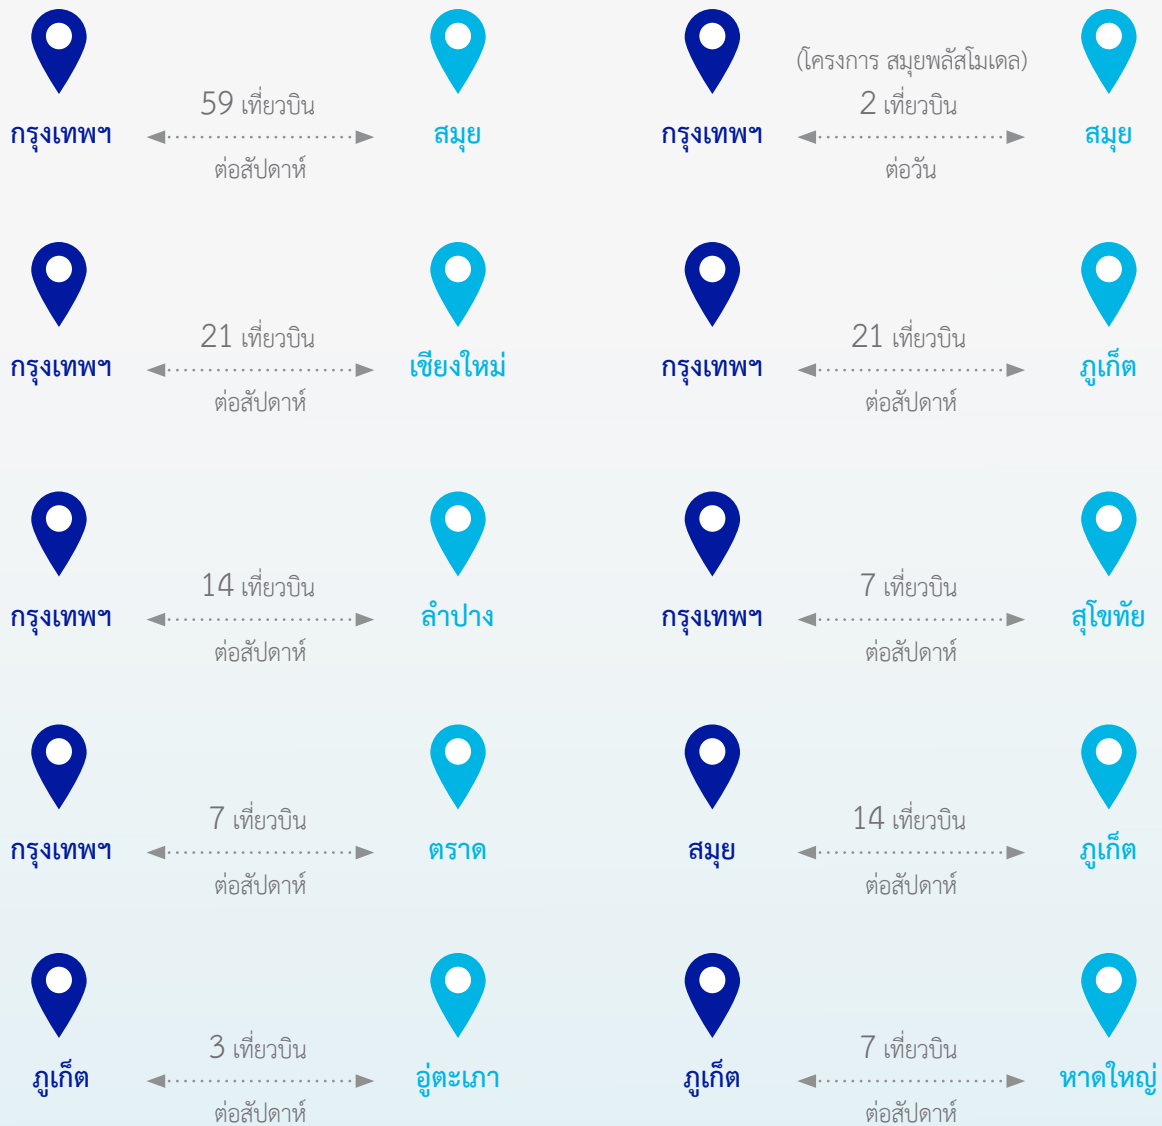 59 เที่ยวบิน
กรุงเทพฯ
สมุย
ต่อสัปดาห์
(โครงการ สมุยพลัสโมเดล)
2 เที่ยวบิน
กรุงเทพฯ
สมุย
ต่อวัน
21 เที่ยวบิน
กรุงเทพฯ
เชียงใหม่
ต่อสัปดาห์
21 เที่ยวบิน
กรุงเทพฯ
ภูเก็ต
ต่อสัปดาห์
14 เที่ยวบิน
กรุงเทพฯ
ลำปาง
ต่อสัปดาห์
7 เที่ยวบิน
กรุงเทพฯ
สุโขทัย
ต่อสัปดาห์
7 เที่ยวบิน
กรุงเทพฯ
ตราด
ต่อสัปดาห์
14 เที่ยวบิน
สมุย
ภูเก็ต
ต่อสัปดาห์
3 เที่ยวบิน
ภูเก็ต
อู่ตะเภา
ต่อสัปดาห์
7 เที่ยวบิน
ภูเก็ต
หาดใหญ่
ต่อสัปดาห์